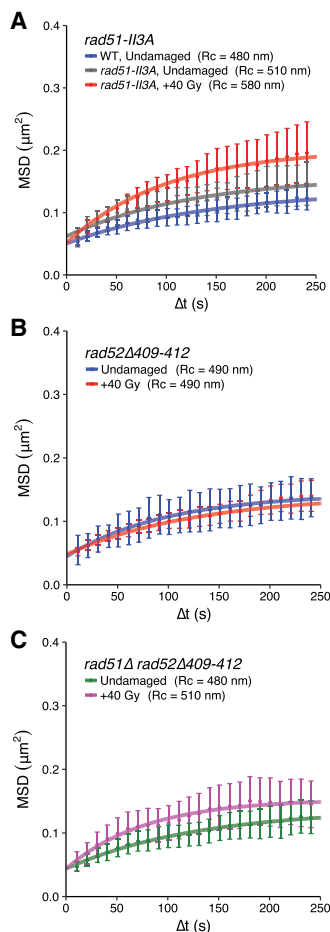 A
rad51-II3A
WT, Undamaged (Rc = 480 nm)
rad51-II3A, Undamaged (Rc = 510 nm)
rad51-II3A, +40 Gy (Rc = 580 nm)
MSD (μm²)
0.4
0.3
0.2
0.1
0.0
0 50 100 150 200 250
Δt (s)
B
rad52Δ409-412
Undamaged (Rc = 490 nm)
+40 Gy (Rc = 490 nm)
MSD (μm²)
0.4
0.3
0.2
0.1
0.0
0 50 100 150 200 250
Δt (s)
C
rad51Δ rad52Δ409-412
Undamaged (Rc = 480 nm)
+40 Gy (Rc = 510 nm)
MSD (μm²)
0.4
0.3
0.2
0.1
0.0
0 50 100 150 200 250
Δt (s)